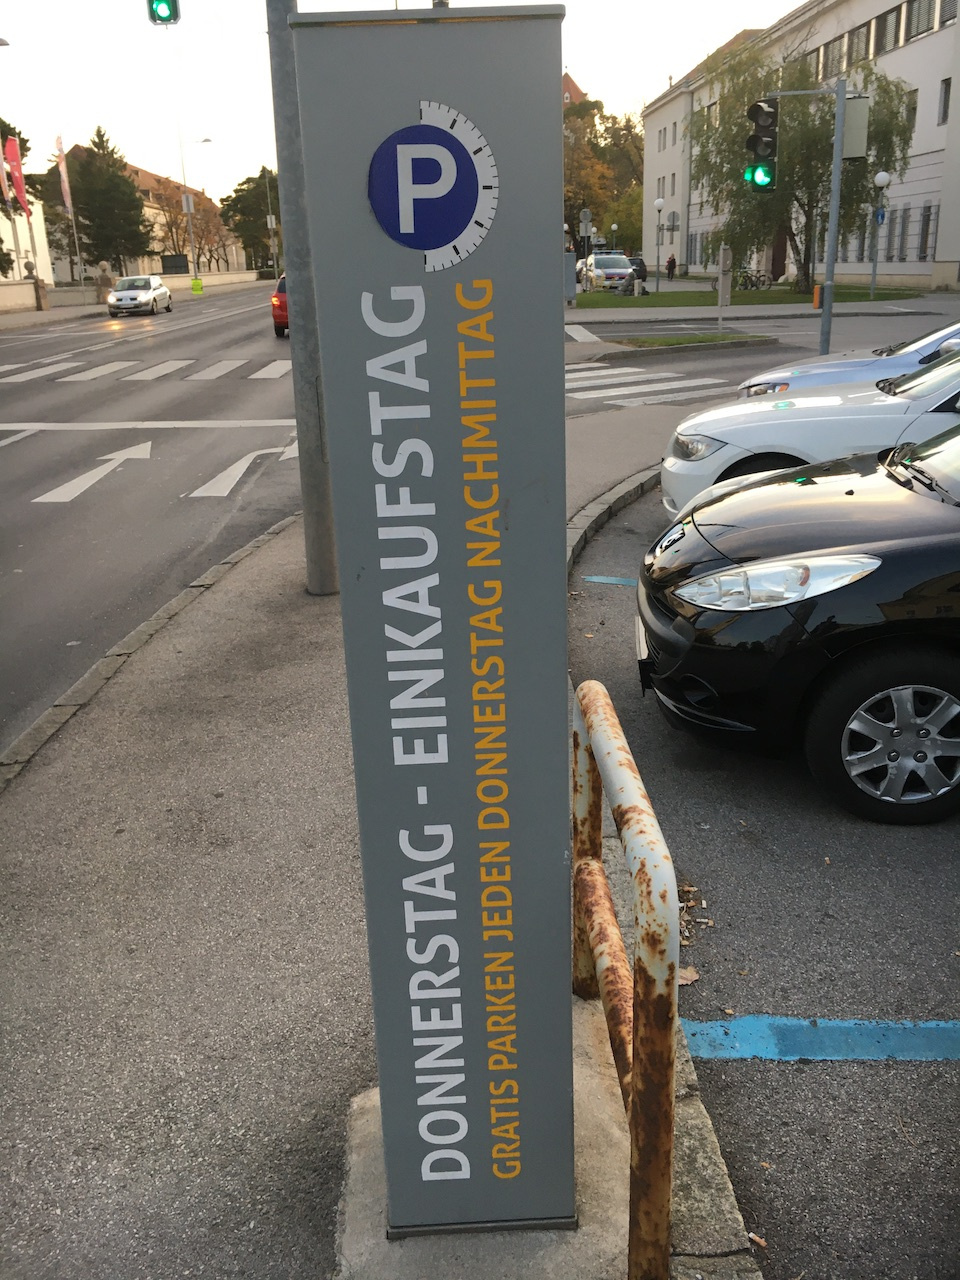 P
DONNERSTAG - EINKAUFSTAG
GRATIS PARKEN JEDEN DONNERSTAG NACHMITTAG